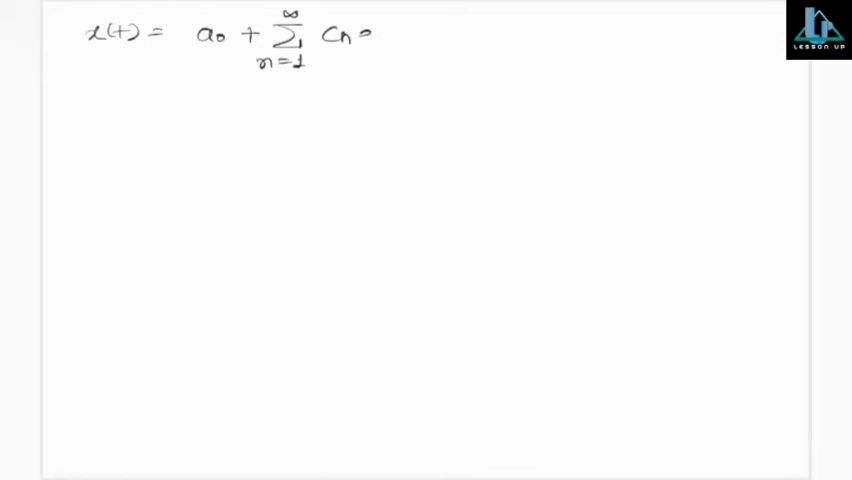 x(t) = a₀ + ∑ Cₙ
∞
n=1
LESSON UP